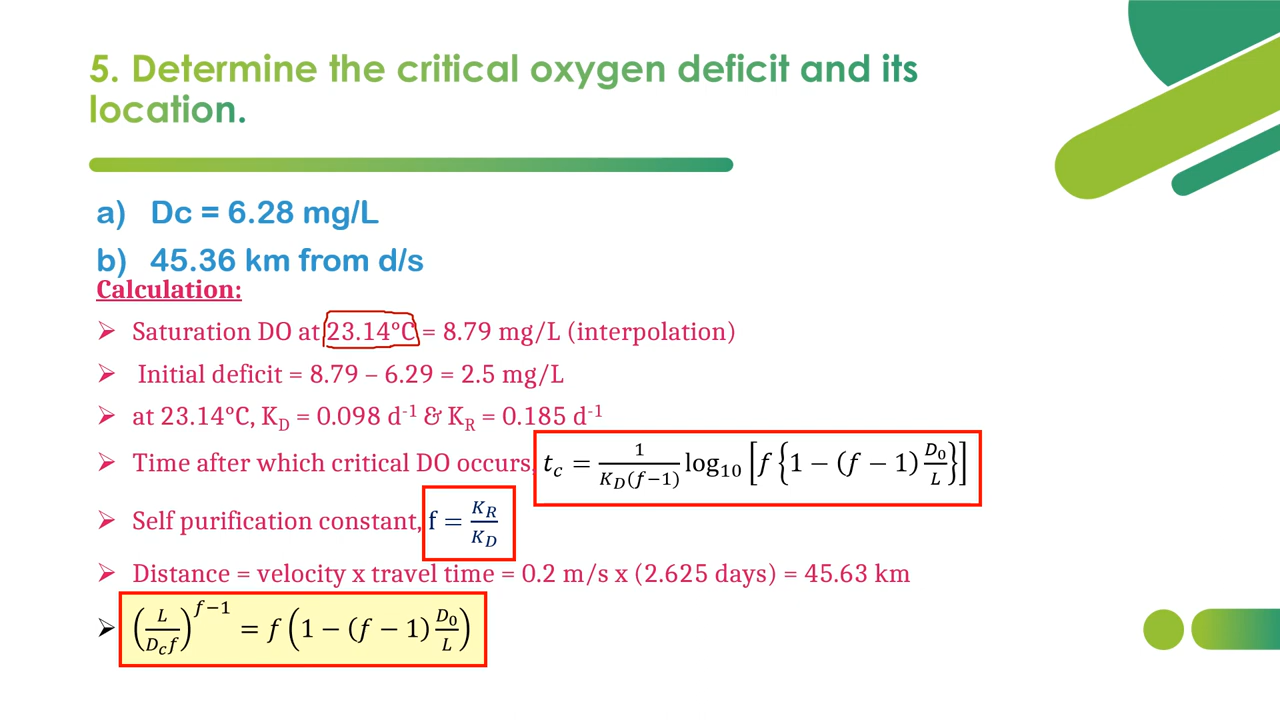 5. Determine the critical oxygen deficit and its
location.
a) Dc = 6.28 mg/L
b) 45.36 km from d/s
Calculation:
➢ Saturation DO at 23.14°C = 8.79 mg/L (interpolation)
➢ Initial deficit = 8.79 – 6.29 = 2.5 mg/L
➢ at 23.14°C, K_D = 0.098 d⁻¹ & K_R = 0.185 d⁻¹
➢ Time after which critical DO occurs, t_c = 1/(K_D(f−1)) log₁₀ [f{1 − (f − 1) D₀/L}]
➢ Self purification constant, f = K_R/K_D
➢ Distance = velocity x travel time = 0.2 m/s x (2.625 days) = 45.63 km
➢ (L/(D_c f))^(f−1) = f(1 − (f − 1) D₀/L)